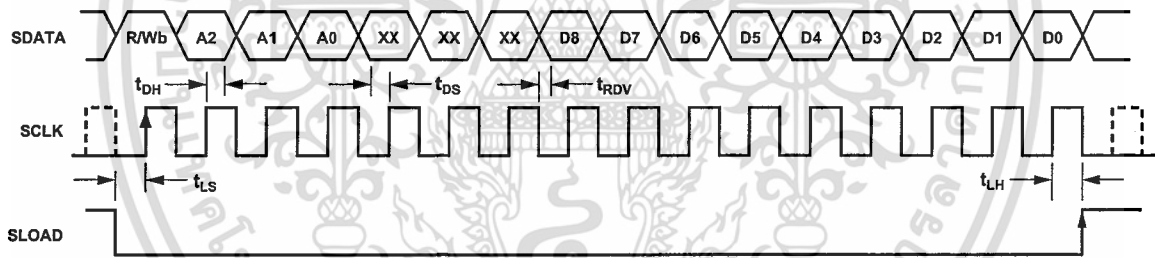 SDATA R/Wb A2 A1 A0 XX XX XX D8 D7 D6 D5 D4 D3 D2 D1 D0
tDH tDS tRDV
SCLK
tLS tLH
SLOAD